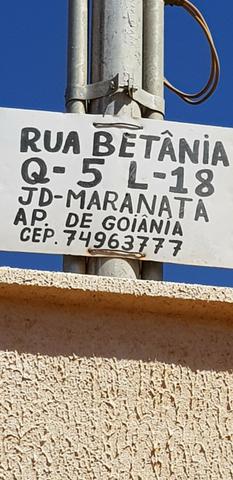 RUA BETÂNIA
Q-5 L-18
JD-MARANATA
AP. DE GOIÂNIA
CEP. 74963777